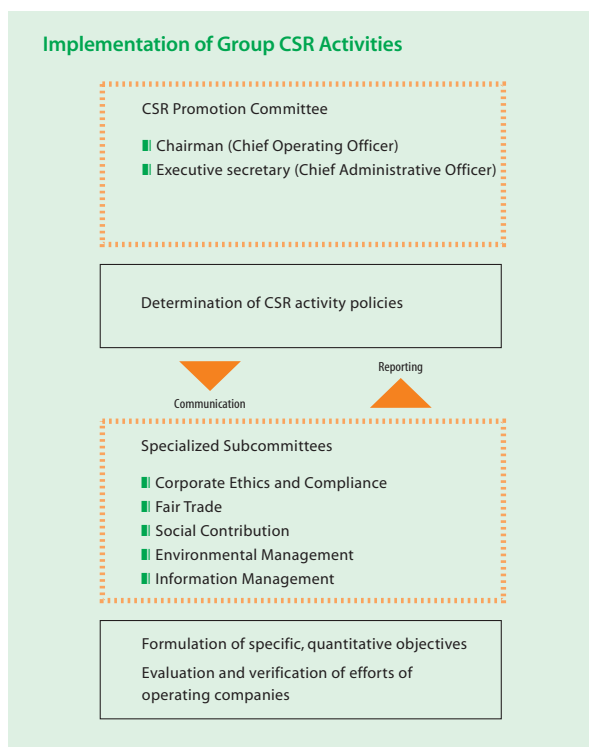 Implementation of Group CSR Activities
CSR Promotion Committee
Chairman (Chief Operating Officer)
Executive secretary (Chief Administrative Officer)
Determination of CSR activity policies
Reporting
Communication
Specialized Subcommittees
Corporate Ethics and Compliance
Fair Trade
Social Contribution
Environmental Management
Information Management
Formulation of specific, quantitative objectives
Evaluation and verification of efforts of
operating companies